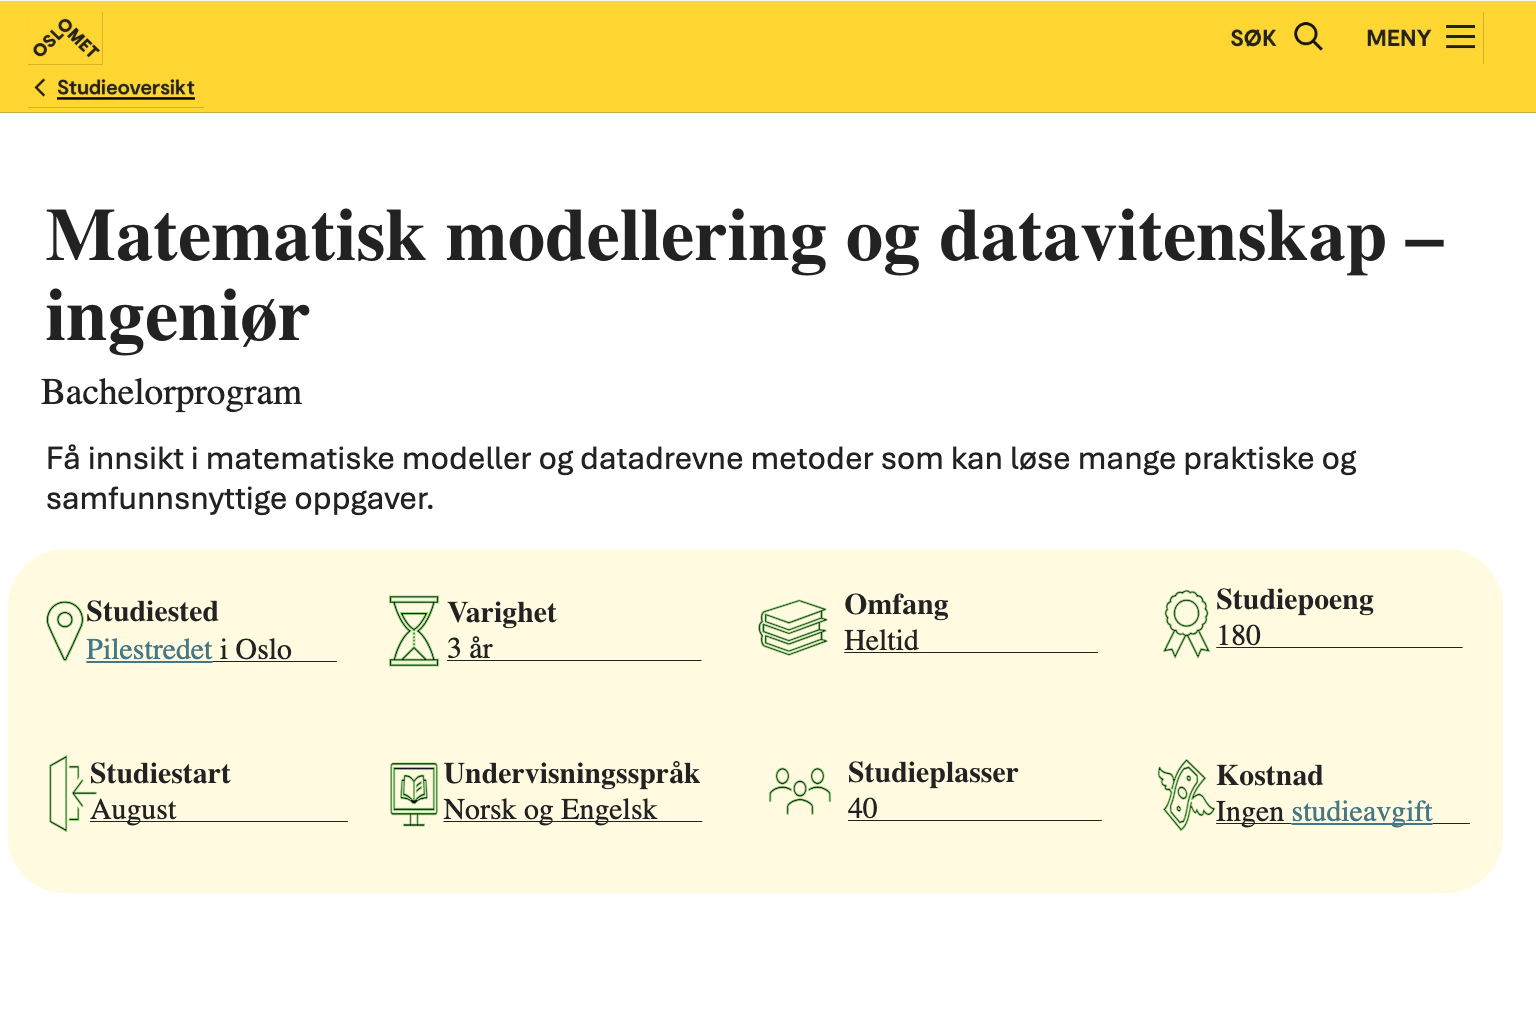 OSLOMET
SØK
MENY
Studieoversikt
Matematisk modellering og datavitenskap –
ingeniør
Bachelorprogram
Få innsikt i matematiske modeller og datadrevne metoder som kan løse mange praktiske og
samfunnsnyttige oppgaver.
Studiested
Pilestredet i Oslo
Varighet
3 år
Omfang
Heltid
Studiepoeng
180
Studiestart
August
Undervisningsspråk
Norsk og Engelsk
Studieplasser
40
Kostnad
Ingen studieavgift